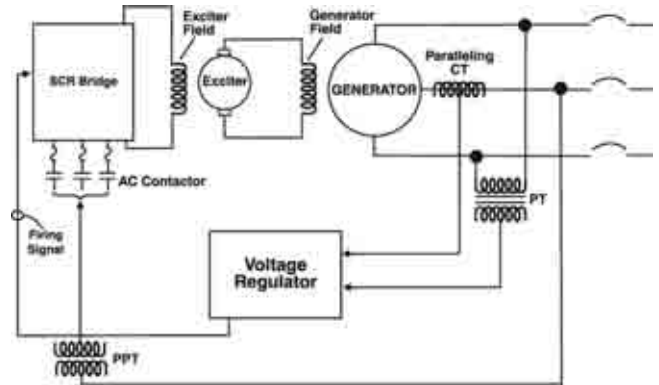 Exciter
Field
Generator
Field
SCR Bridge
Exciter
GENERATOR
Paralleling
CT
AC Contactor
PT
Firing
Signal
Voltage
Regulator
PPT